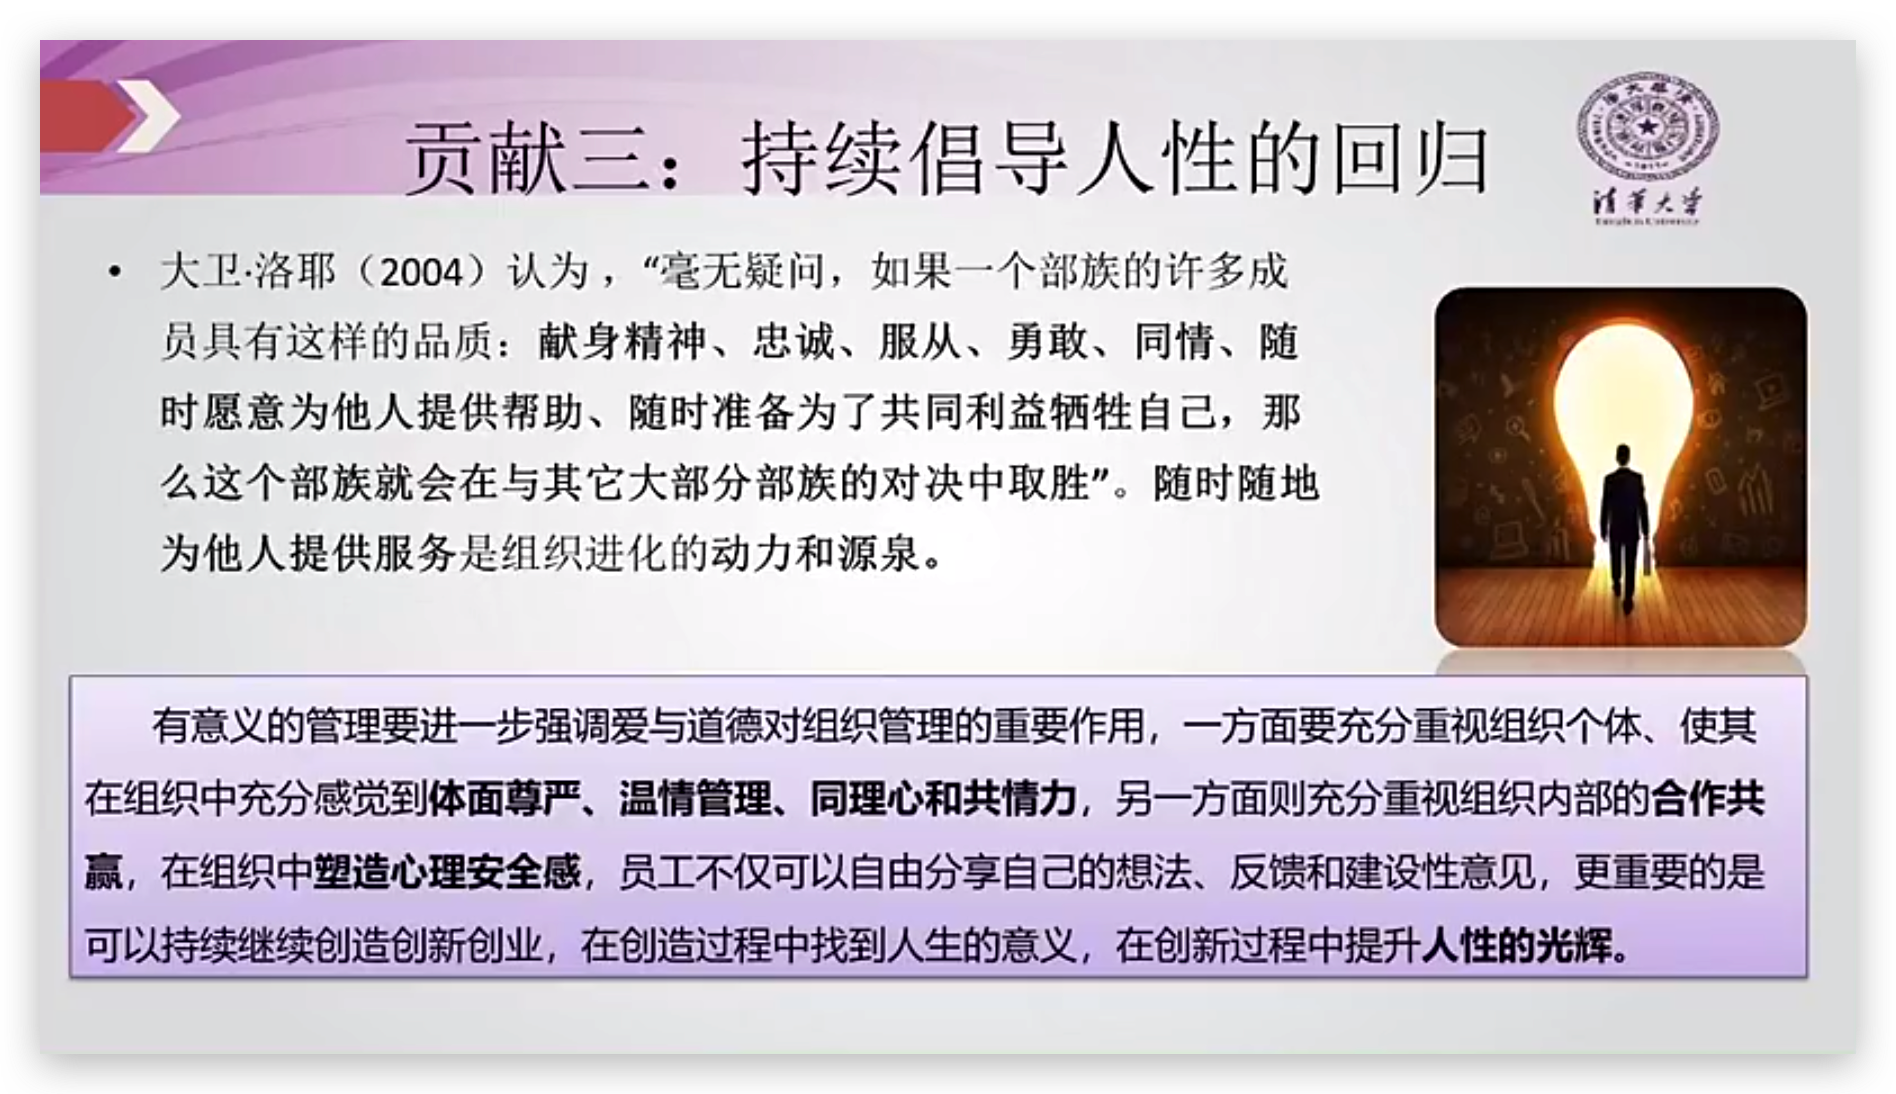 贡献三：持续倡导人性的回归
清华大学
• 大卫·洛耶（2004）认为，“毫无疑问，如果一个部族的许多成
员具有这样的品质：献身精神、忠诚、服从、勇敢、同情、随
时愿意为他人提供帮助、随时准备为了共同利益牺牲自己，那
么这个部族就会在与其它大部分部族的对决中取胜”。随时随地
为他人提供服务是组织进化的动力和源泉。
有意义的管理要进一步强调爱与道德对组织管理的重要作用，一方面要充分重视组织个体、使其
在组织中充分感觉到体面尊严、温情管理、同理心和共情力，另一方面则充分重视组织内部的合作共
赢，在组织中塑造心理安全感，员工不仅可以自由分享自己的想法、反馈和建设性意见，更重要的是
可以持续继续创造创新创业，在创造过程中找到人生的意义，在创新过程中提升人性的光辉。